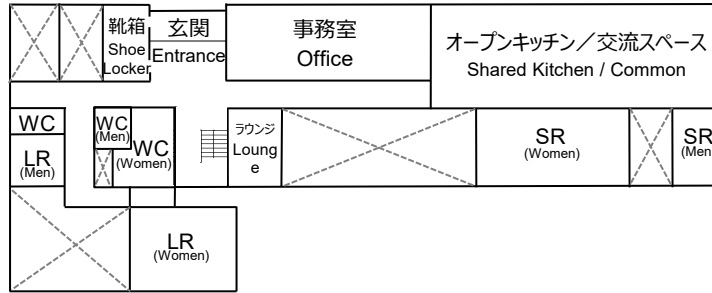 靴箱
Shoe
Locker
玄関
Entrance
事務室
Office
オープンキッチン／交流スペース
Shared Kitchen / Common
WC
LR
(Men)
WC
(Men)
WC
(Women)
ラウンジ
Loung
e
SR
(Women)
SR
(Men
LR
(Women)